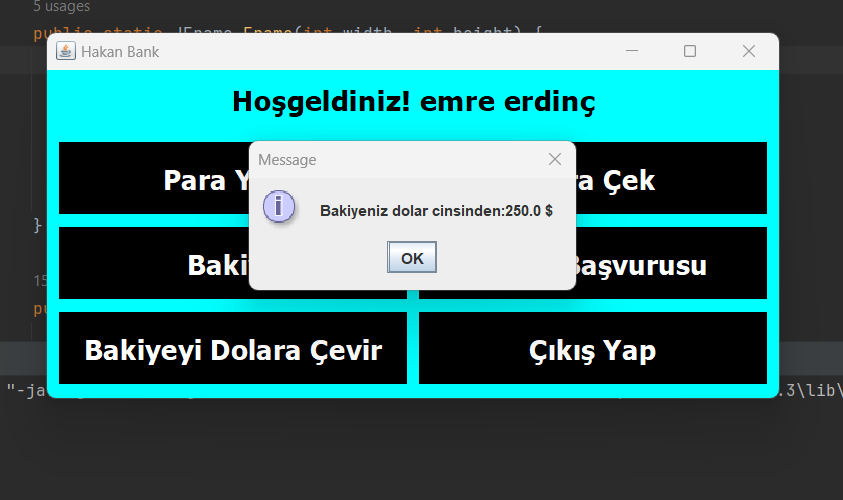 5 usages
public static JFrame Frame(int width, int height) {
Hakan Bank
Hoşgeldiniz! emre erdinç
Message
Para Y
ra Çek
Bakiyeniz dolar cinsinden:250.0 $
}
OK
Baki
Başvurusu
15
pu
Bakiyeyi Dolara Çevir
Çıkış Yap
"-ja
.3\lib\